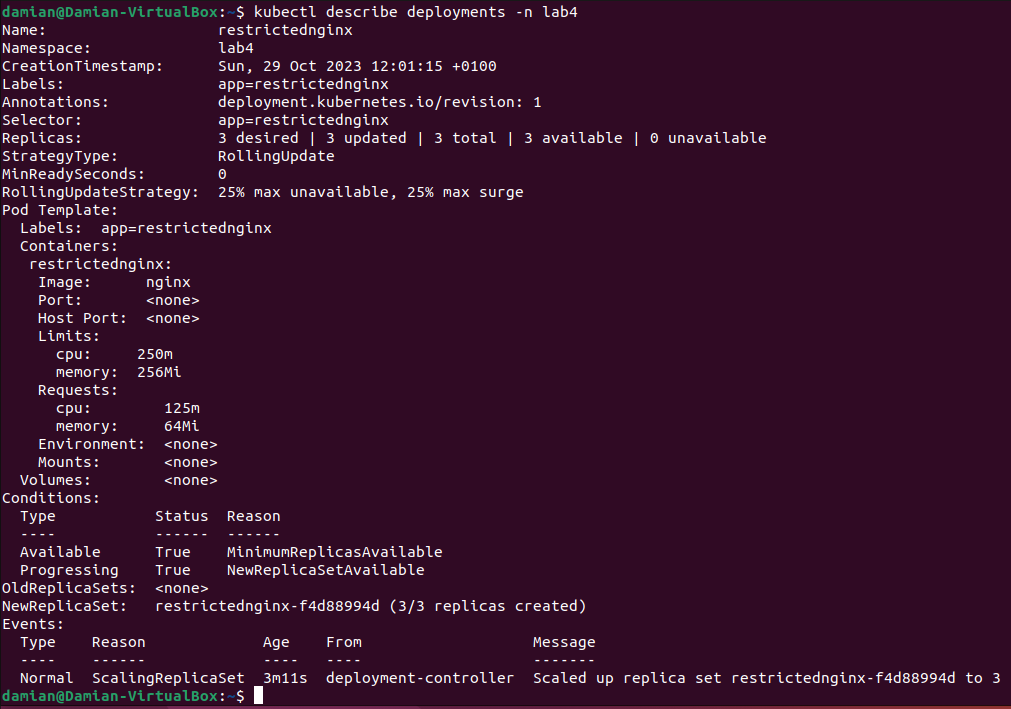 damian@Damian-VirtualBox:~$ kubectl describe deployments -n lab4
Name:                   restrictednginx
Namespace:              lab4
CreationTimestamp:      Sun, 29 Oct 2023 12:01:15 +0100
Labels:                 app=restrictednginx
Annotations:            deployment.kubernetes.io/revision: 1
Selector:               app=restrictednginx
Replicas:               3 desired | 3 updated | 3 total | 3 available | 0 unavailable
StrategyType:           RollingUpdate
MinReadySeconds:        0
RollingUpdateStrategy:  25% max unavailable, 25% max surge
Pod Template:
  Labels:  app=restrictednginx
  Containers:
   restrictednginx:
    Image:      nginx
    Port:       <none>
    Host Port:  <none>
    Limits:
      cpu:     250m
      memory:  256Mi
    Requests:
      cpu:        125m
      memory:     64Mi
    Environment:  <none>
    Mounts:       <none>
  Volumes:        <none>
Conditions:
  Type           Status  Reason
  ----           ------  ------
  Available      True    MinimumReplicasAvailable
  Progressing    True    NewReplicaSetAvailable
OldReplicaSets:  <none>
NewReplicaSet:   restrictednginx-f4d88994d (3/3 replicas created)
Events:
  Type    Reason             Age    From                   Message
  ----    ------             ----   ----                   -------
  Normal  ScalingReplicaSet  3m11s  deployment-controller  Scaled up replica set restrictednginx-f4d88994d to 3
damian@Damian-VirtualBox:~$